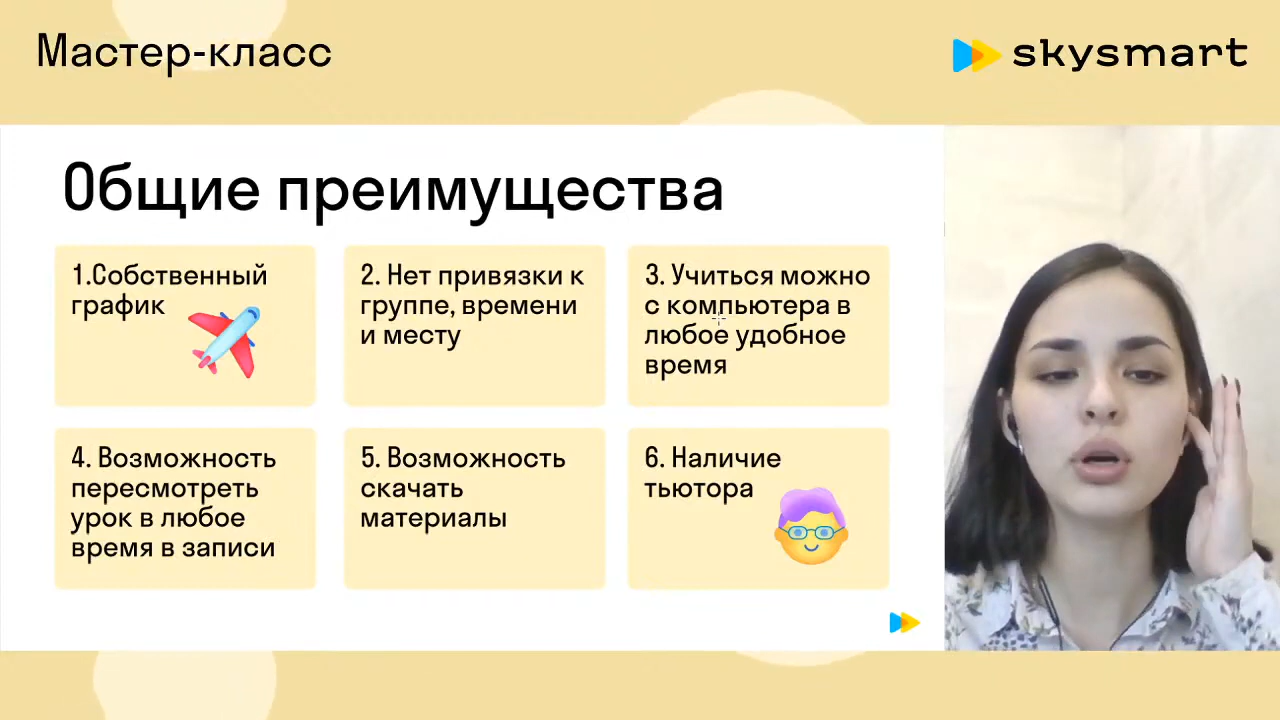 Мастер-класс
skysmart
Общие преимущества
1.Собственный
график
2. Нет привязки к
группе, времени
и месту
3. Учиться можно
с компьютера в
любое удобное
время
4. Возможность
пересмотреть
урок в любое
время в записи
5. Возможность
скачать
материалы
6. Наличие
тьютора